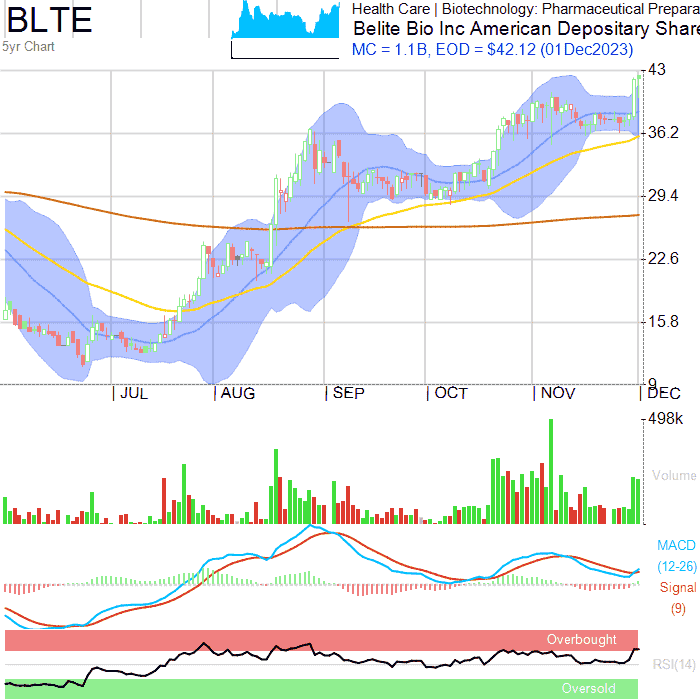 BLTE
5yr Chart
Health Care | Biotechnology: Pharmaceutical Prepara
Belite Bio Inc American Depositary Share
MC = 1.1B, EOD = $42.12 (01Dec2023)
43
36.2
29.4
22.6
15.8
9
JUL AUG SEP OCT NOV DEC
498k
Volume
MACD
(12-26)
Signal
(9)
Overbought
RSI(14)
Oversold